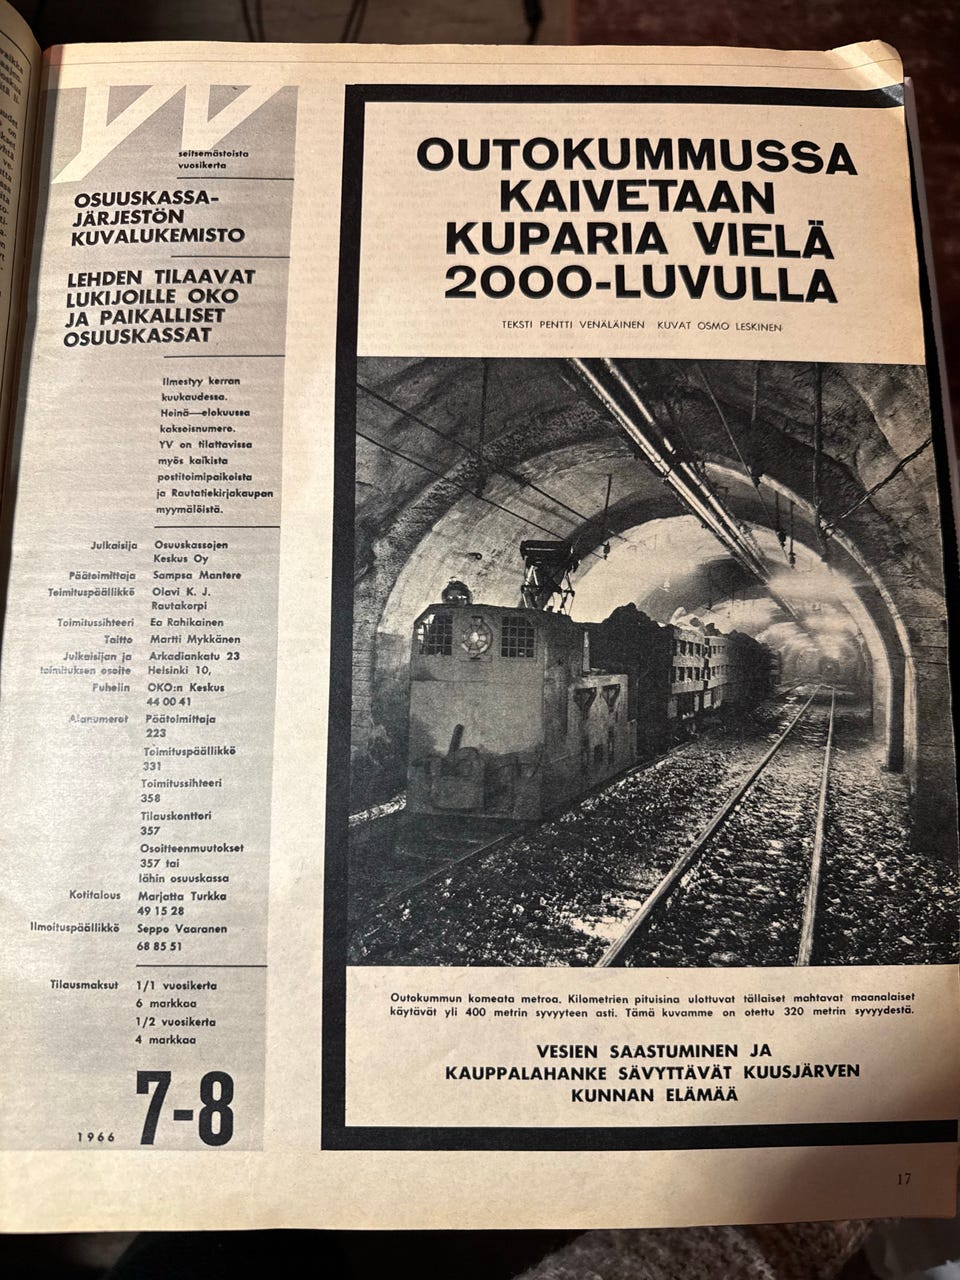 YV
seitsemästoista
vuosikerta
OSUUSKASSA-
JÄRJESTÖN
KUVALUKEMISTO
LEHDEN TILAAVAT
LUKIJOILLE OKO
JA PAIKALLISET
OSUUSKASSAT
Ilmestyy kerran
kuukaudessa.
Heinä—elokuussa
kaksoisnumero.
YV on tilattavissa
myös kaikista
postitoimipaikoista
ja Rautatiekirjakaupan
myymälöistä.
Julkaisija Osuuskassojen
Keskus Oy
Päätoimittaja Sampsa Mantere
Toimituspäällikkö Olavi K. J.
Rautakorpi
Toimitussihteeri Ea Rahikainen
Taitto Martti Mykkänen
Julkaisijan ja Arkadiankatu 23
toimituksen osoite Helsinki 10,
Puhelin OKO:n Keskus
44 00 41
Alanumerot Päätoimittaja
223
Toimituspäällikkö
331
Toimitussihteeri
358
Tilauskonttori
357
Osoitteenmuutokset
357 tai
lähin osuuskassa
Kotitalous Marjatta Turkka
49 15 28
Ilmoituspäällikkö Seppo Vaaranen
68 85 51
Tilausmaksut 1/1 vuosikerta
6 markkaa
1/2 vuosikerta
4 markkaa
1966 7-8
OUTOKUMMUSSA
KAIVETAAN
KUPARIA VIELÄ
2000-LUVULLA
TEKSTI PENTTI VENÄLÄINEN KUVAT OSMO LESKINEN
Outokummun komeata metroa. Kilometrien pituisina ulottuvat tällaiset mahtavat maanalaiset
käytävät yli 400 metrin syvyyteen asti. Tämä kuvamme on otettu 320 metrin syvyydestä.
VESIEN SAASTUMINEN JA
KAUPPALAHANKE SÄVYTTÄVÄT KUUSJÄRVEN
KUNNAN ELÄMÄÄ
17